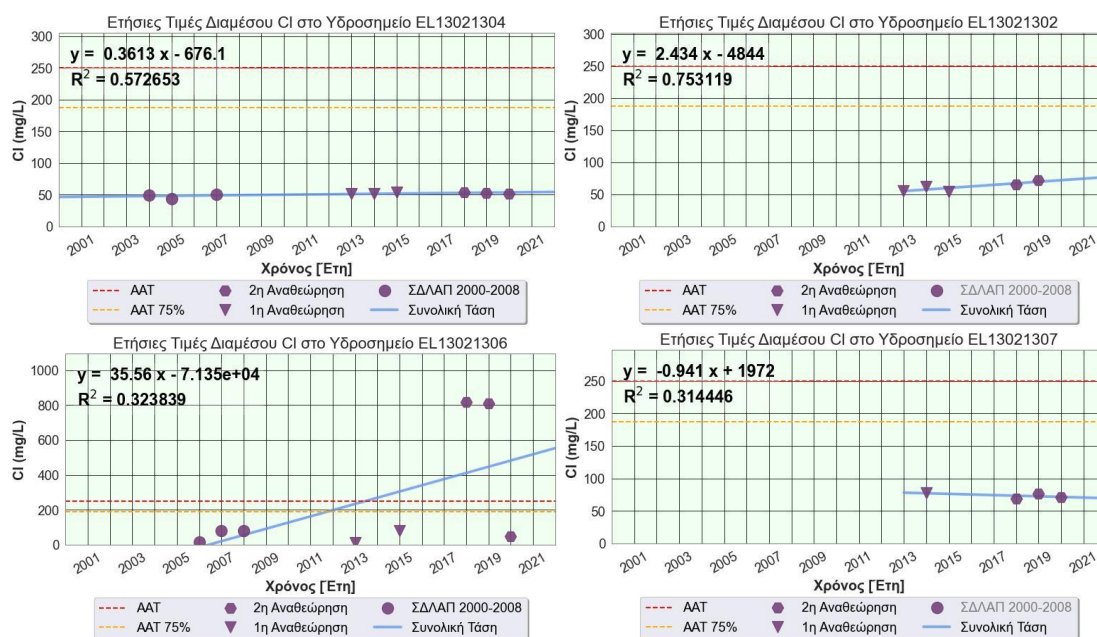 Ετήσιες Τιμές Διαμέσου Cl στο Υδροσημείο EL13021304
y = 0.3613 x - 676.1
R² = 0.572653
Cl (mg/L)
300
250
200
150
100
50
0
2001 2003 2005 2007 2009 2011 2013 2015 2017 2019 2021
Χρόνος [Έτη]
ΑΑΤ 2η Αναθεώρηση ΣΔΛΑΠ 2000-2008
ΑΑΤ 75% 1η Αναθεώρηση Συνολική Τάση
Ετήσιες Τιμές Διαμέσου Cl στο Υδροσημείο EL13021302
y = 2.434 x - 4844
R² = 0.753119
Cl (mg/L)
300
250
200
150
100
50
0
2001 2003 2005 2007 2009 2011 2013 2015 2017 2019 2021
Χρόνος [Έτη]
ΑΑΤ 2η Αναθεώρηση ΣΔΛΑΠ 2000-2008
ΑΑΤ 75% 1η Αναθεώρηση Συνολική Τάση
Ετήσιες Τιμές Διαμέσου Cl στο Υδροσημείο EL13021306
y = 35.56 x - 7.135e+04
R² = 0.323839
Cl (mg/L)
1000
800
600
400
200
0
2001 2003 2005 2007 2009 2011 2013 2015 2017 2019 2021
Χρόνος [Έτη]
ΑΑΤ 2η Αναθεώρηση ΣΔΛΑΠ 2000-2008
ΑΑΤ 75% 1η Αναθεώρηση Συνολική Τάση
Ετήσιες Τιμές Διαμέσου Cl στο Υδροσημείο EL13021307
y = -0.941 x + 1972
R² = 0.314446
Cl (mg/L)
250
200
150
100
50
0
2001 2003 2005 2007 2009 2011 2013 2015 2017 2019 2021
Χρόνος [Έτη]
ΑΑΤ 2η Αναθεώρηση ΣΔΛΑΠ 2000-2008
ΑΑΤ 75% 1η Αναθεώρηση Συνολική Τάση